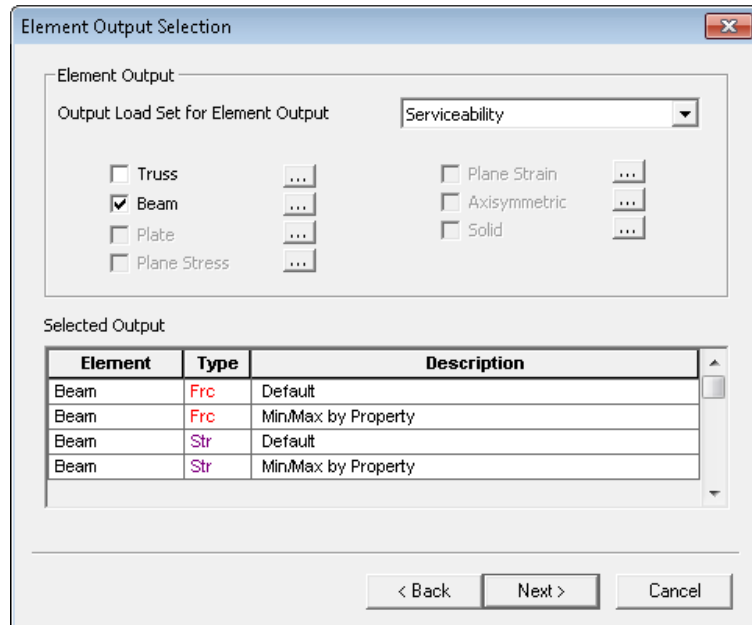 Element Output Selection
Element Output
Output Load Set for Element Output Serviceability
Truss ... Plane Strain ...
Beam ... Axisymmetric ...
Plate ... Solid ...
Plane Stress ...
Selected Output
Element Type Description
Beam Frc Default
Beam Frc Min/Max by Property
Beam Str Default
Beam Str Min/Max by Property
< Back Next > Cancel